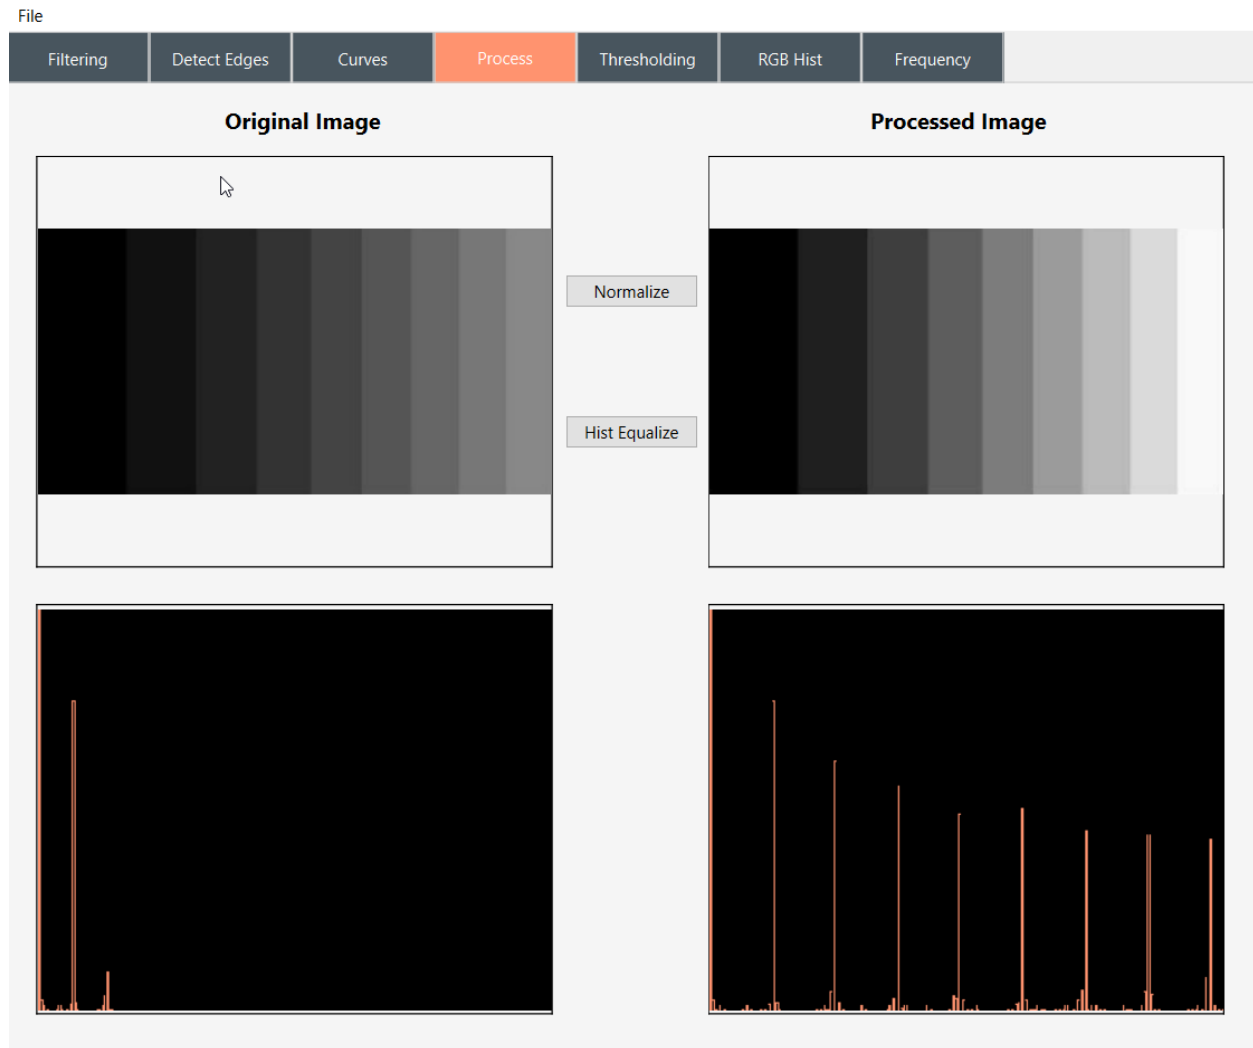 File
Filtering Detect Edges Curves Process Thresholding RGB Hist Frequency
Original Image Processed Image
Normalize
Hist Equalize